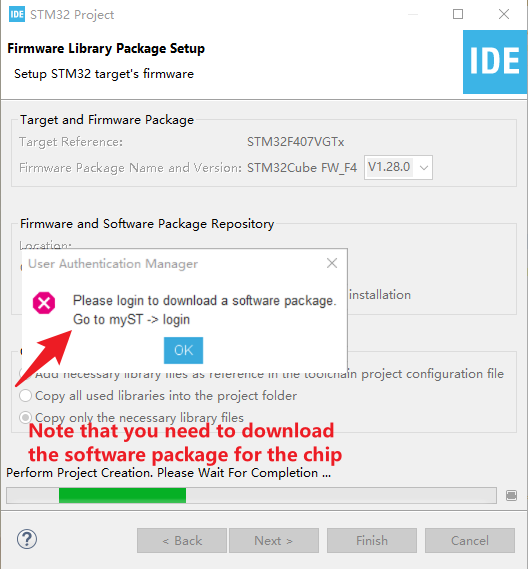 IDE STM32 Project
Firmware Library Package Setup
Setup STM32 target's firmware
IDE
Target and Firmware Package
Target Reference: STM32F407VGTx
Firmware Package Name and Version: STM32Cube FW_F4 V1.28.0
Firmware and Software Package Repository
Location:
User Authentication Manager
installation
Please login to download a software package.
Go to myST -> login
OK
Add necessary library files as reference in the toolchain project configuration file
Copy all used libraries into the project folder
Copy only the necessary library files
Note that you need to download
the software package for the chip
Perform Project Creation. Please Wait For Completion ...
?
< Back
Next >
Finish
Cancel